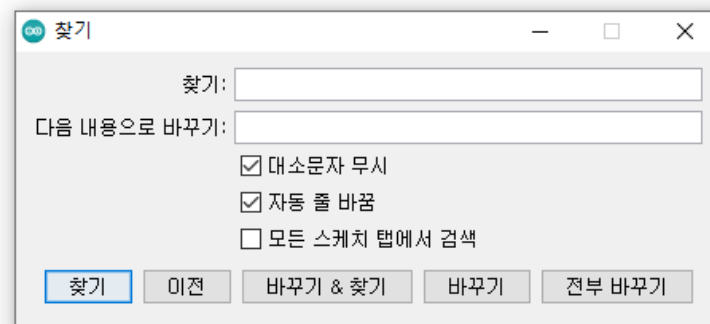 찾기
찾기:
다음 내용으로 바꾸기:
대소문자 무시
자동 줄 바꿈
모든 스케치 탭에서 검색
찾기 이전 바꾸기 & 찾기 바꾸기 전부 바꾸기